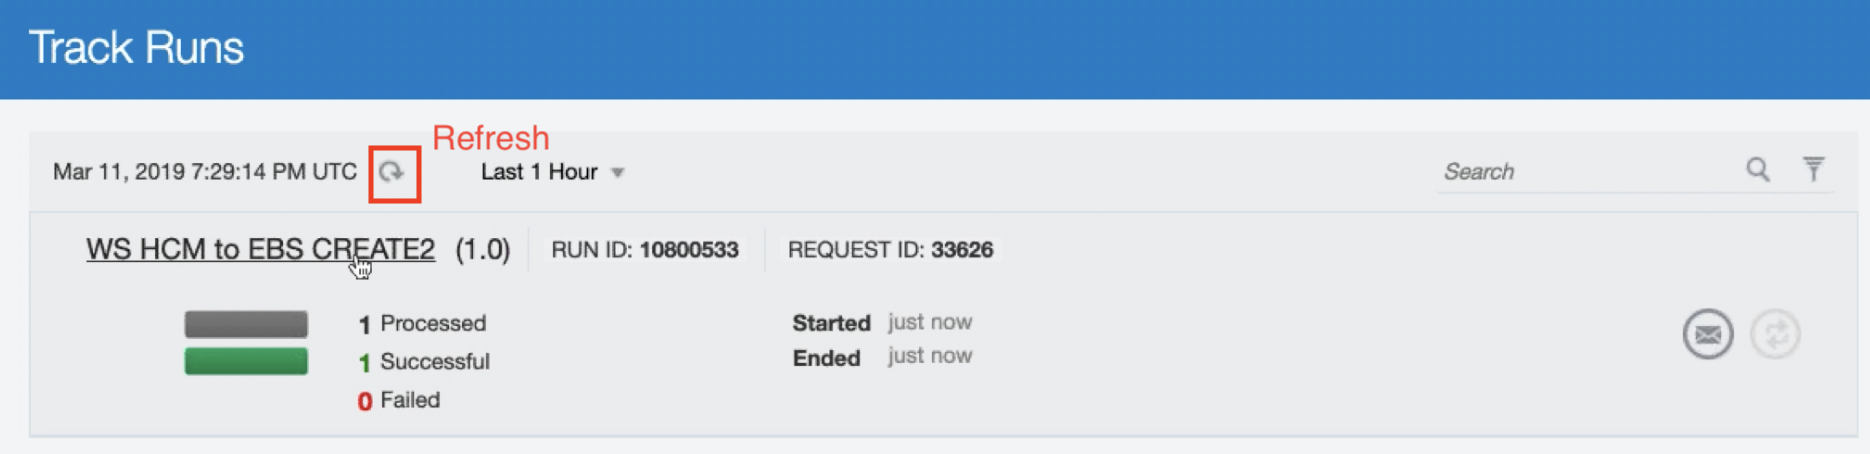 Track Runs
Refresh
Mar 11, 2019 7:29:14 PM UTC Last 1 Hour Search
WS HCM to EBS CREATE2 (1.0) RUN ID: 10800533 REQUEST ID: 33626
1 Processed Started just now
1 Successful Ended just now
0 Failed